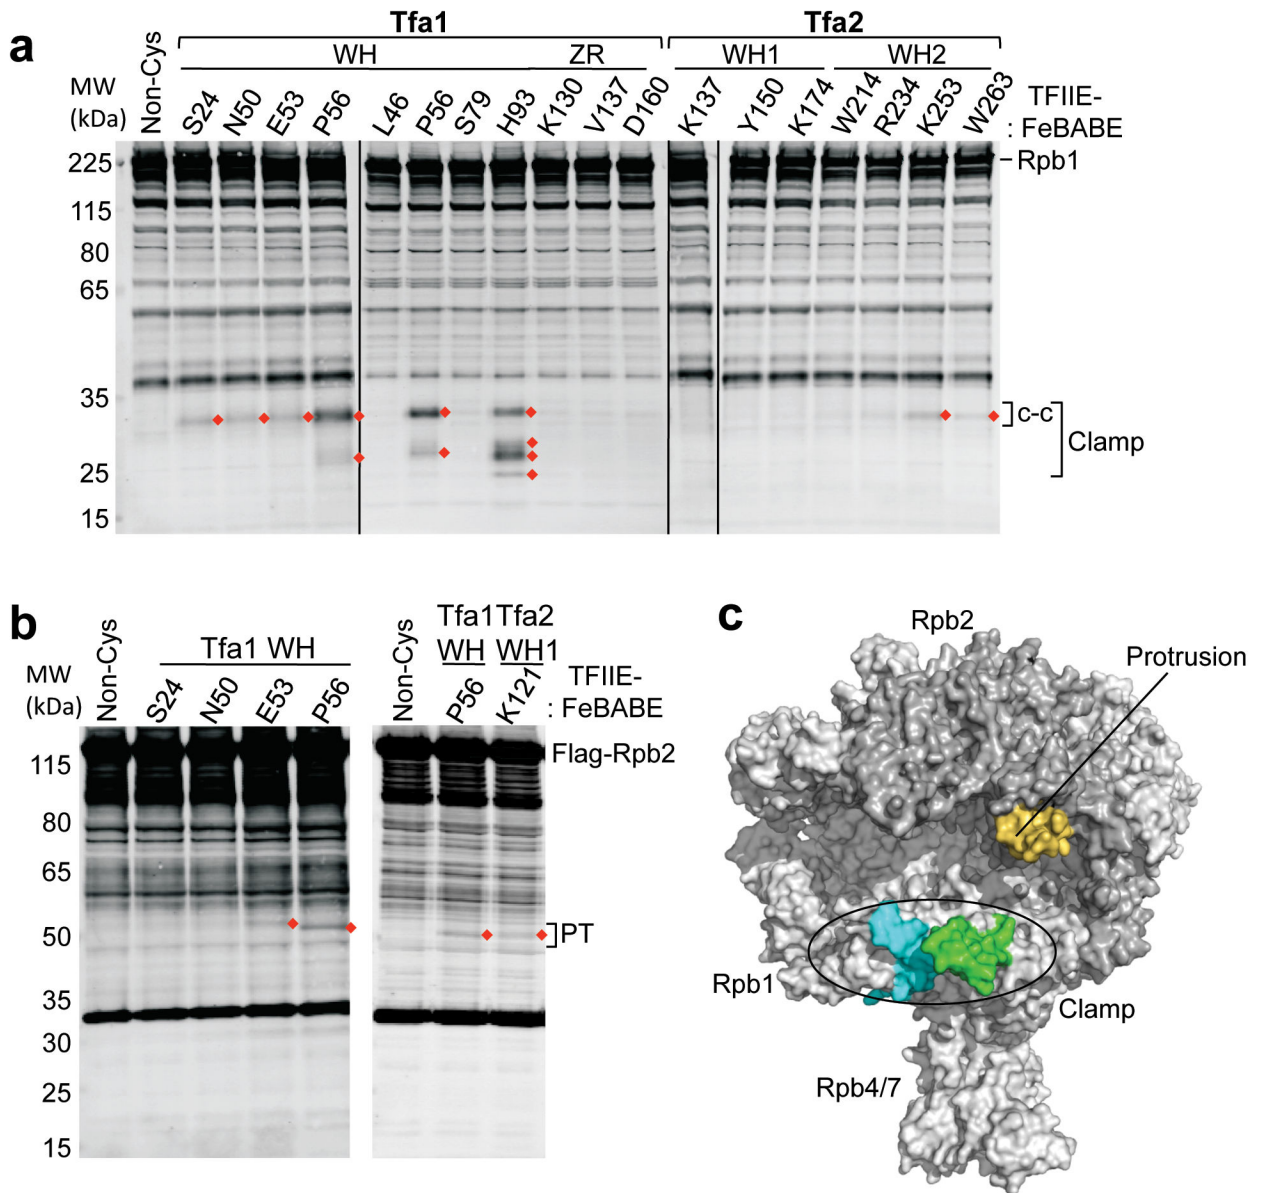 a
Tfa1 Tfa2
WH ZR WH1 WH2
MW
(kDa)
Non-Cys S24 N50 E53 P56 L46 P56 S79 H93 K130 V137 D160 K137 Y150 K174 W214 R234 K253 W263
TFIIE-
: FeBABE
225
115
80
65
35
25
15
Rpb1
c-c
Clamp
b
MW
(kDa)
Non-Cys
Tfa1 WH
S24 N50 E53 P56
Non-Cys
Tfa1 Tfa2
WH WH1
P56 K121
TFIIE-
: FeBABE
115
80
65
50
35
30
25
15
Flag-Rpb2
PT
c
Rpb2
Protrusion
Rpb1
Clamp
Rpb4/7